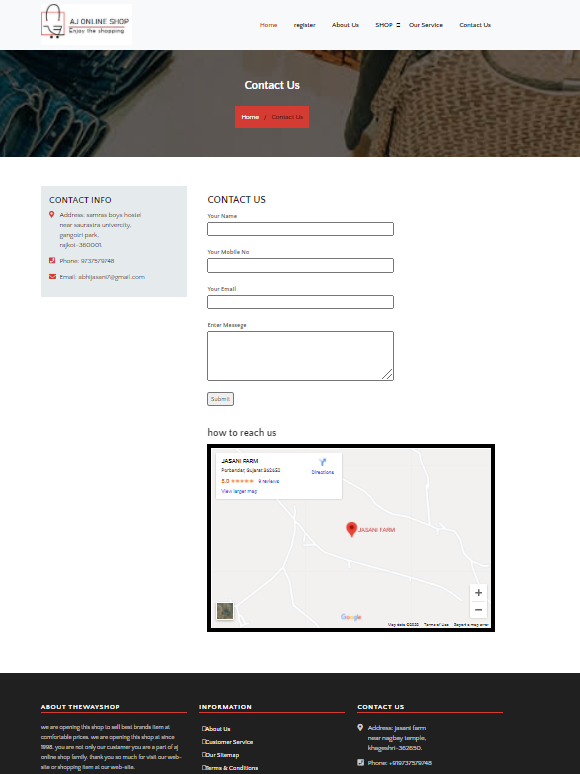 AJ ONLINE SHOP
Enjoy the shopping
Home register About Us SHOP Our Service Contact Us
Contact Us
Home / Contact Us
CONTACT INFO
Address: samras boys hostel
near saurastra univercity,
gangotri park,
rajkot-360001.
Phone: 9737579748
Email: abhijasani7@gmail.com
CONTACT US
Your Name
Your Mobile No
Your Email
Enter Message
Submit
how to reach us
JASANI FARM
Porbandar, Gujarat 362650
Directions
5.0 ★★★★★ 9 reviews
View larger map
JASANI FARM
+
−
Google
Map data ©2023 Terms of Use Report a map error
ABOUT THEWAYSHOP
we are opening this shop to sell best brands item at
comfortable prices. we are opening this shop at since
1998. you are not only our customer you are a part of aj
online shop family. thank you so much for visit our web-
site or shopping item at our web-site.
INFORMATION
About Us
Customer Service
Our Sitemap
Terms & Conditions
CONTACT US
Address: jasani farm
near nagbay temple,
khageshri-362650.
Phone: +919737579748